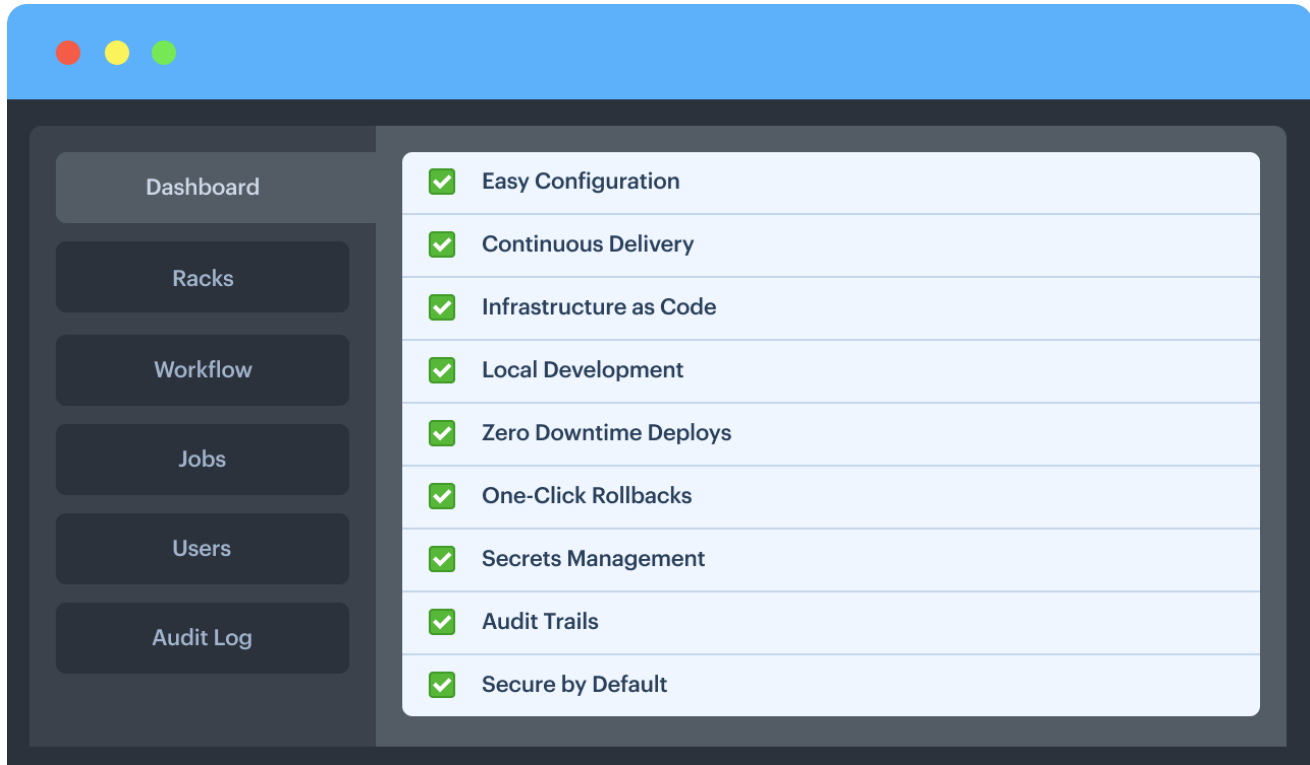 Dashboard
Racks
Workflow
Jobs
Users
Audit Log
Easy Configuration
Continuous Delivery
Infrastructure as Code
Local Development
Zero Downtime Deploys
One-Click Rollbacks
Secrets Management
Audit Trails
Secure by Default